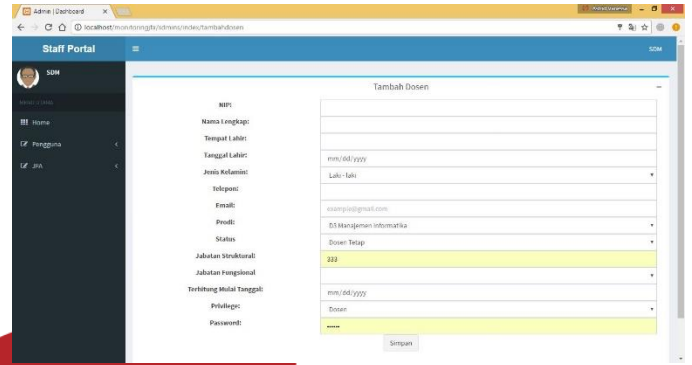 Admin | Dashboard
localhost/monitoringjfa/sdmins/index/tambahdosen
Staff Portal
SDM
SDM
Home
Pengguna
JFA
Tambah Dosen
NIP:
Nama Lengkap:
Tempat Lahir:
Tanggal Lahir: mm/dd/yyyy
Jenis Kelamin: Laki - laki
Telepon:
Email: example@gmail.com
Prodi: D3 Manajemen Informatika
Status Dosen Tetap
Jabatan Struktural: 333
Jabatan Fungsional
Terhitung Mulai Tanggal: mm/dd/yyyy
Privilege: Dosen
Password: ••••••
Simpan